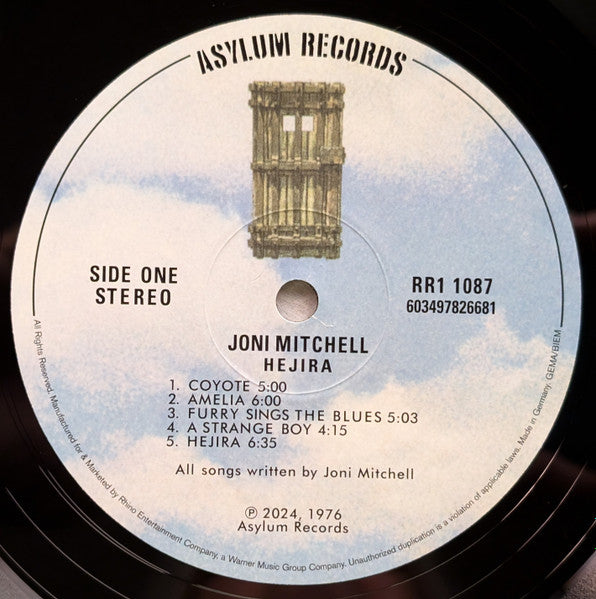 ASYLUM RECORDS
SIDE ONE
STEREO
RR1 1087
603497826681
JONI MITCHELL
HEJIRA
1. COYOTE 5:00
2. AMELIA 6:00
3. FURRY SINGS THE BLUES 5:03
4. A STRANGE BOY 4:15
5. HEJIRA 6:35
All songs written by Joni Mitchell
℗ 2024, 1976
Asylum Records
All Rights Reserved. Manufactured for & Marketed by Rhino Entertainment Company, a Warner Music Group Company. Unauthorized duplication is a violation of applicable laws. Made in Germany. GEMA/BIEM